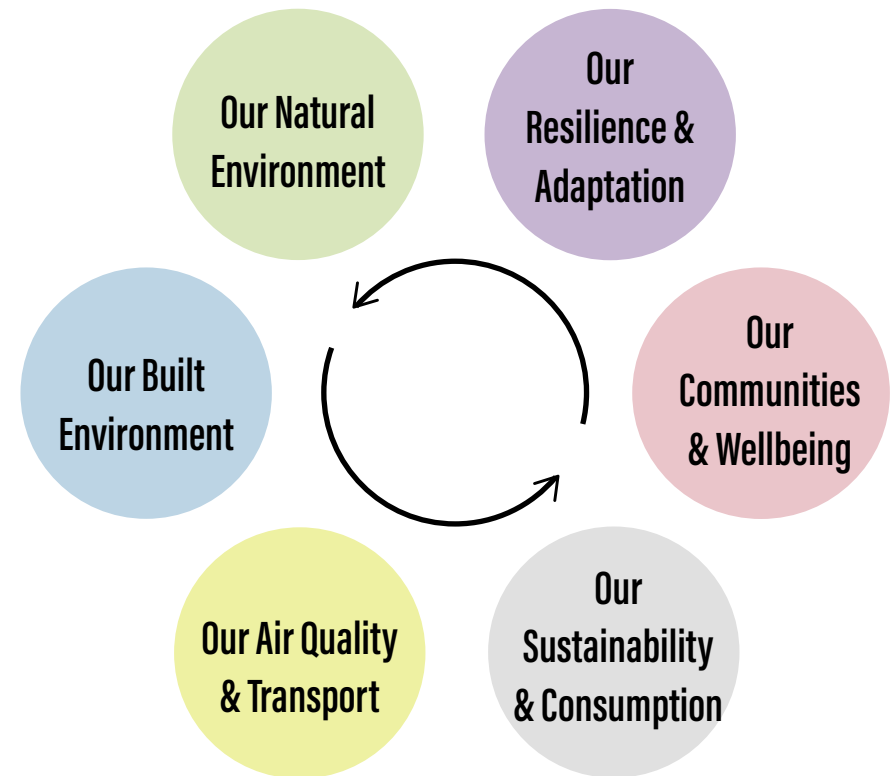 Our Natural
Environment
Our
Resilience &
Adaptation
Our Built
Environment
Our
Communities
& Wellbeing
Our Air Quality
& Transport
Our
Sustainability
& Consumption